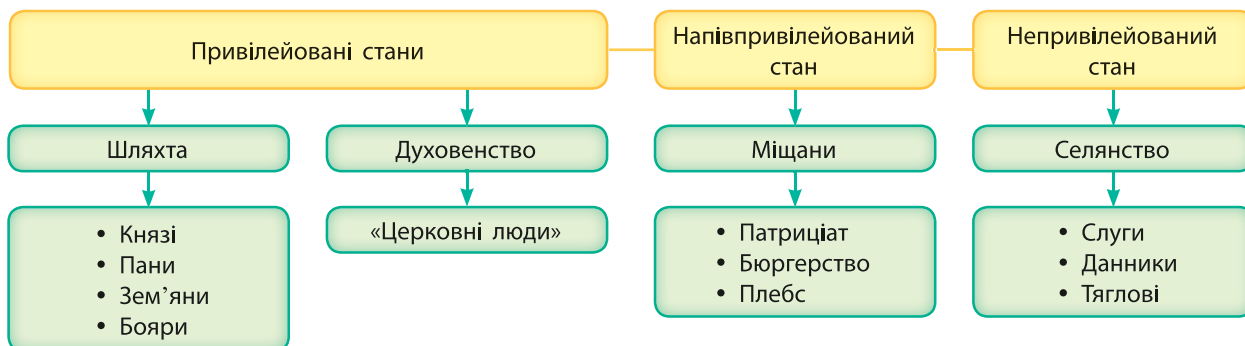 Привілейовані стани
Напівпривілейований
стан
Непривілейований
стан
Шляхта
Духовенство
Міщани
Селянство
• Князі
• Пани
• Зем’яни
• Бояри
«Церковні люди»
• Патриціат
• Бюргерство
• Плебс
• Слуги
• Данники
• Тяглові